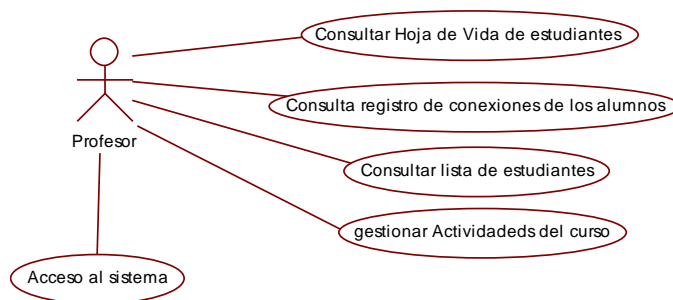 Consultar Hoja de Vida de estudiantes
Consulta registro de conexiones de los alumnos
Profesor
Consultar lista de estudiantes
gestionar Actividadeds del curso
Acceso al sistema